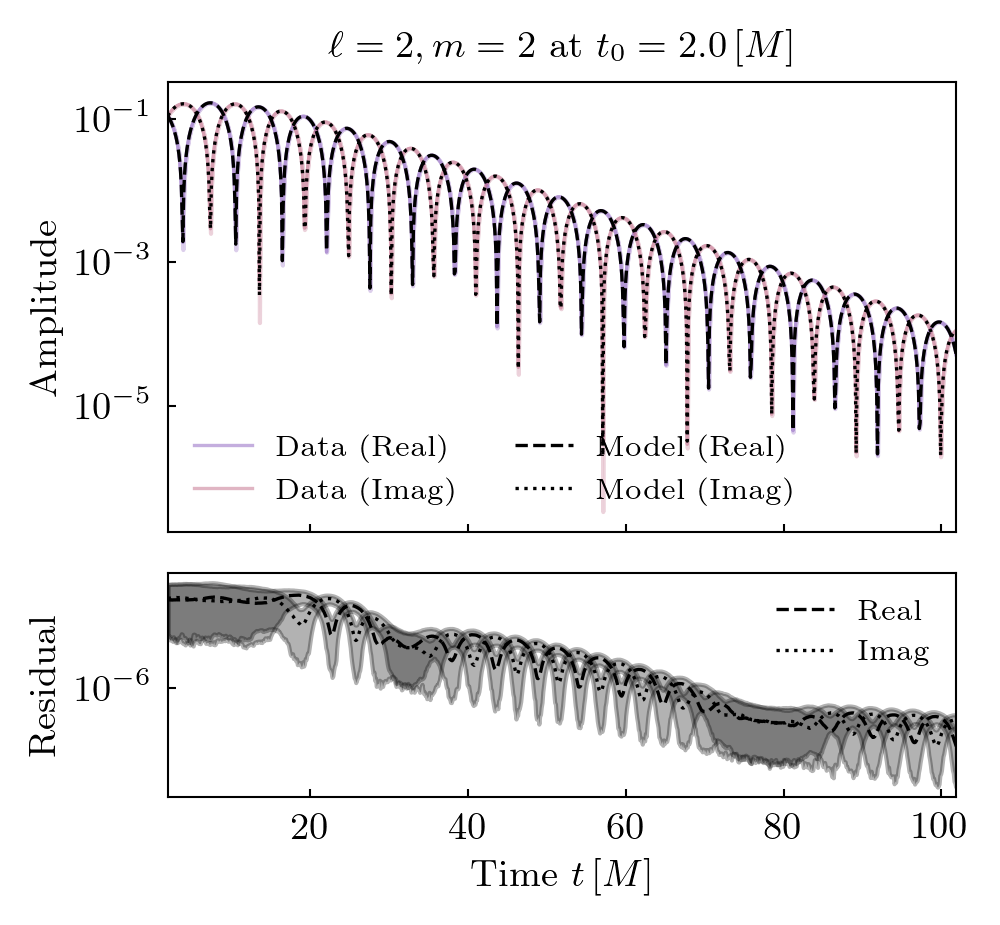 ℓ = 2, m = 2 at t₀ = 2.0 [M]
Amplitude
10⁻¹
10⁻³
10⁻⁵
Data (Real)
Data (Imag)
Model (Real)
Model (Imag)
Residual
10⁻⁶
Real
Imag
20 40 60 80 100
Time t [M]